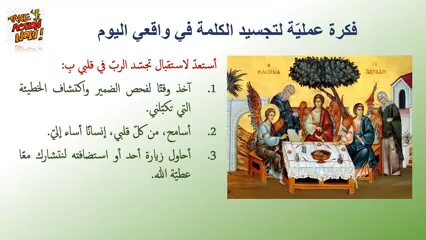 TAKE ACTION NOW!
فكرة عمليّة لتجسيد الكلمة في واقعي اليوم
أستعدّ لاستقبال تجسّد الربّ في قلبي بِ:
1. آخذ وقتًا لفحص الضمير واكتشاف الخطيئة
التي تكبّلني.
2. أسامح، من كلّ قلبي، إنسانًا أساء إليّ.
3. أحاول زيارة أحد أو استضافته لنتشارك معًا
عطيّة الله.